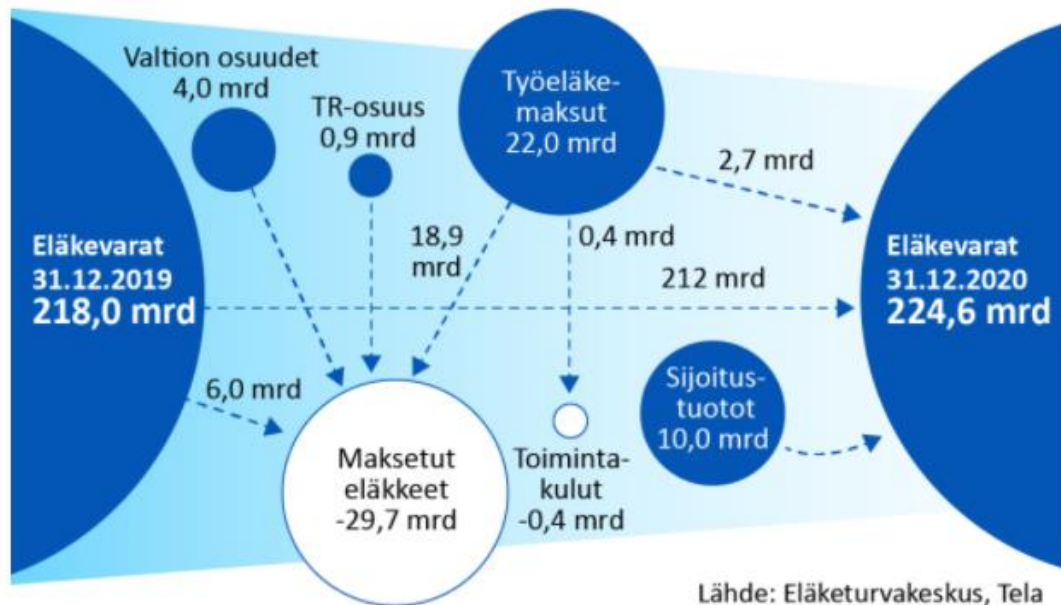 Valtion osuudet
4,0 mrd
TR-osuus
0,9 mrd
Työeläke-
maksut
22,0 mrd
2,7 mrd
18,9
mrd
0,4 mrd
Eläkevarat
31.12.2019
218,0 mrd
212 mrd
Eläkevarat
31.12.2020
224,6 mrd
6,0 mrd
Maksetut
eläkkeet
-29,7 mrd
Toiminta-
kulut
-0,4 mrd
Sijoitus-
tuotot
10,0 mrd
Lähde: Eläketurvakeskus, Tela